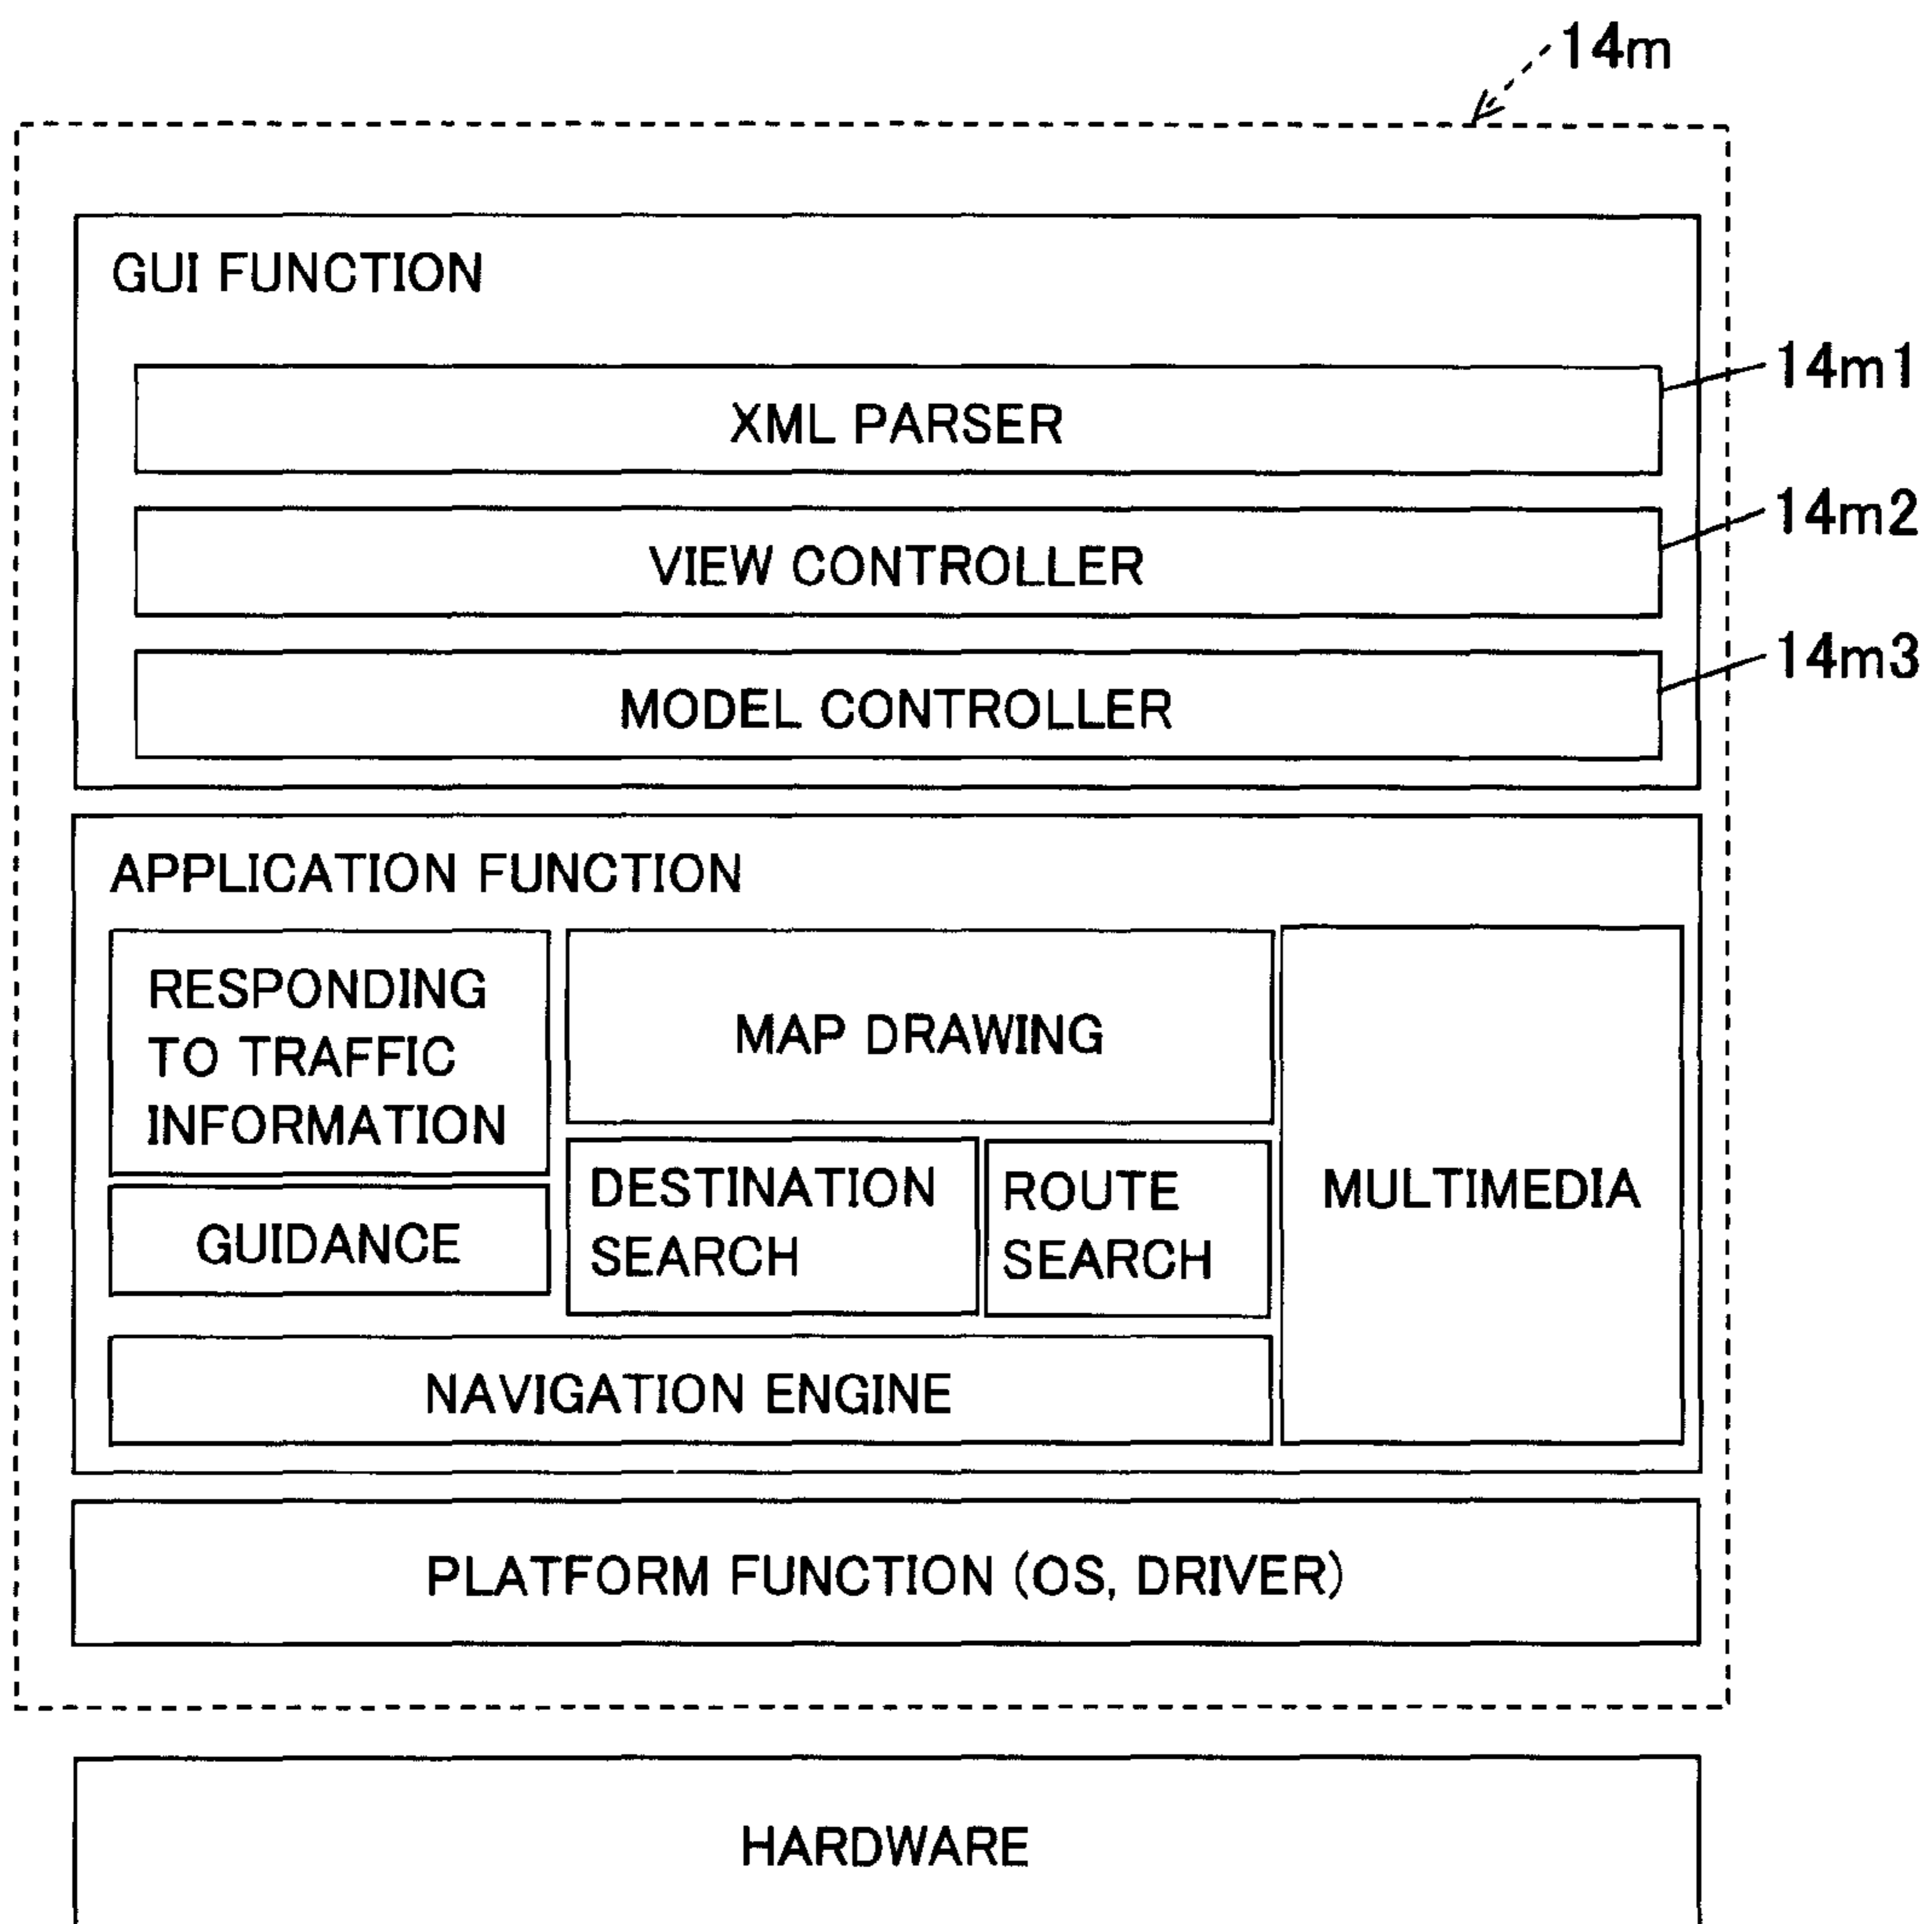 14m
GUI FUNCTION
XML PARSER
14m1
VIEW CONTROLLER
14m2
MODEL CONTROLLER
14m3
APPLICATION FUNCTION
RESPONDING
TO TRAFFIC
INFORMATION
MAP DRAWING
MULTIMEDIA
GUIDANCE
DESTINATION
SEARCH
ROUTE
SEARCH
NAVIGATION ENGINE
PLATFORM FUNCTION (OS, DRIVER)
HARDWARE